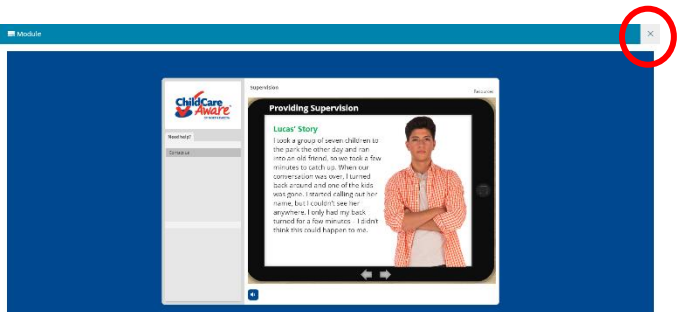 Module
Supervision
Resources
ChildCare
Aware
Need help?
Contact us
Providing Supervision
Lucas' Story
I took a group of seven children to
the park the other day and ran
into an old friend, so we took a few
minutes to catch up. When our
conversation was over, I turned
back around and one of the kids
was gone. I started calling out her
name, but I couldn't see her
anywhere. I only had my back
turned for a few minutes – I didn't
think this could happen to me.